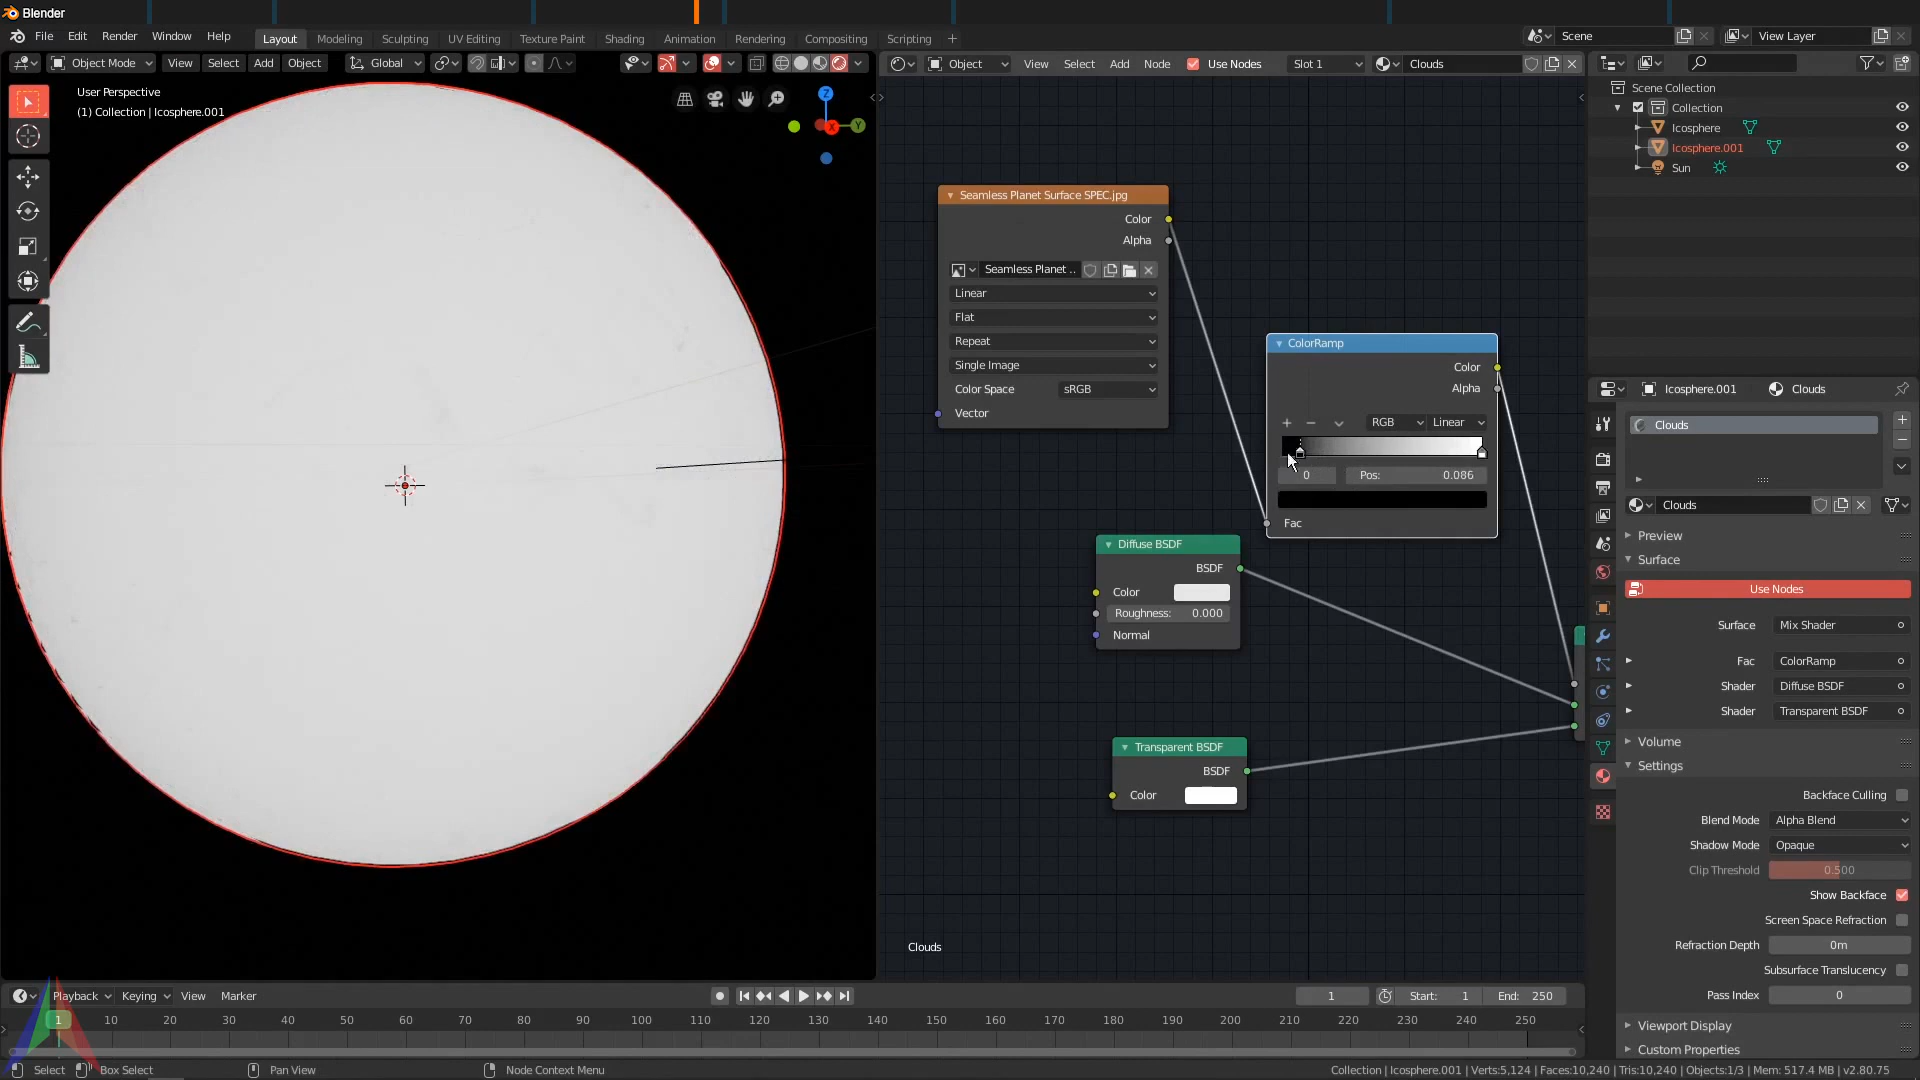 Blender
File Edit Render Window Help
Layout Modeling Sculpting UV Editing Texture Paint Shading Animation Rendering Compositing Scripting +
Scene View Layer
Object Mode View Select Add Object Global
Object View Select Add Node Use Nodes Slot 1 Clouds
User Perspective
(1) Collection | Icosphere.001
Z
X
Y
Scene Collection
Collection
Icosphere
Icosphere.001
Sun
Seamless Planet Surface SPEC.jpg
Color
Alpha
Seamless Planet ..
Linear
Flat
Repeat
Single Image
Color Space sRGB
Vector
ColorRamp
Color
Alpha
RGB Linear
0 Pos: 0.086
Fac
Diffuse BSDF
BSDF
Color
Roughness: 0.000
Normal
Transparent BSDF
BSDF
Color
Clouds
Icosphere.001 Clouds
Clouds
Clouds
Preview
Surface
Use Nodes
Surface Mix Shader
Fac ColorRamp
Shader Diffuse BSDF
Shader Transparent BSDF
Volume
Settings
Backface Culling
Blend Mode Alpha Blend
Shadow Mode Opaque
Clip Threshold 0.500
Show Backface
Screen Space Refraction
Refraction Depth 0m
Subsurface Translucency
Pass Index 0
Viewport Display
Custom Properties
Playback Keying View Marker
1 Start: 1 End: 250
1 10 20 30 40 50 60 70 80 90 100 110 120 130 140 150 160 170 180 190 200 210 220 230 240 250
Select Box Select Pan View Node Context Menu
Collection | Icosphere.001 | Verts:5,124 | Faces:10,240 | Tris:10,240 | Objects:1/3 | Mem: 517.4 MB | v2.80.75